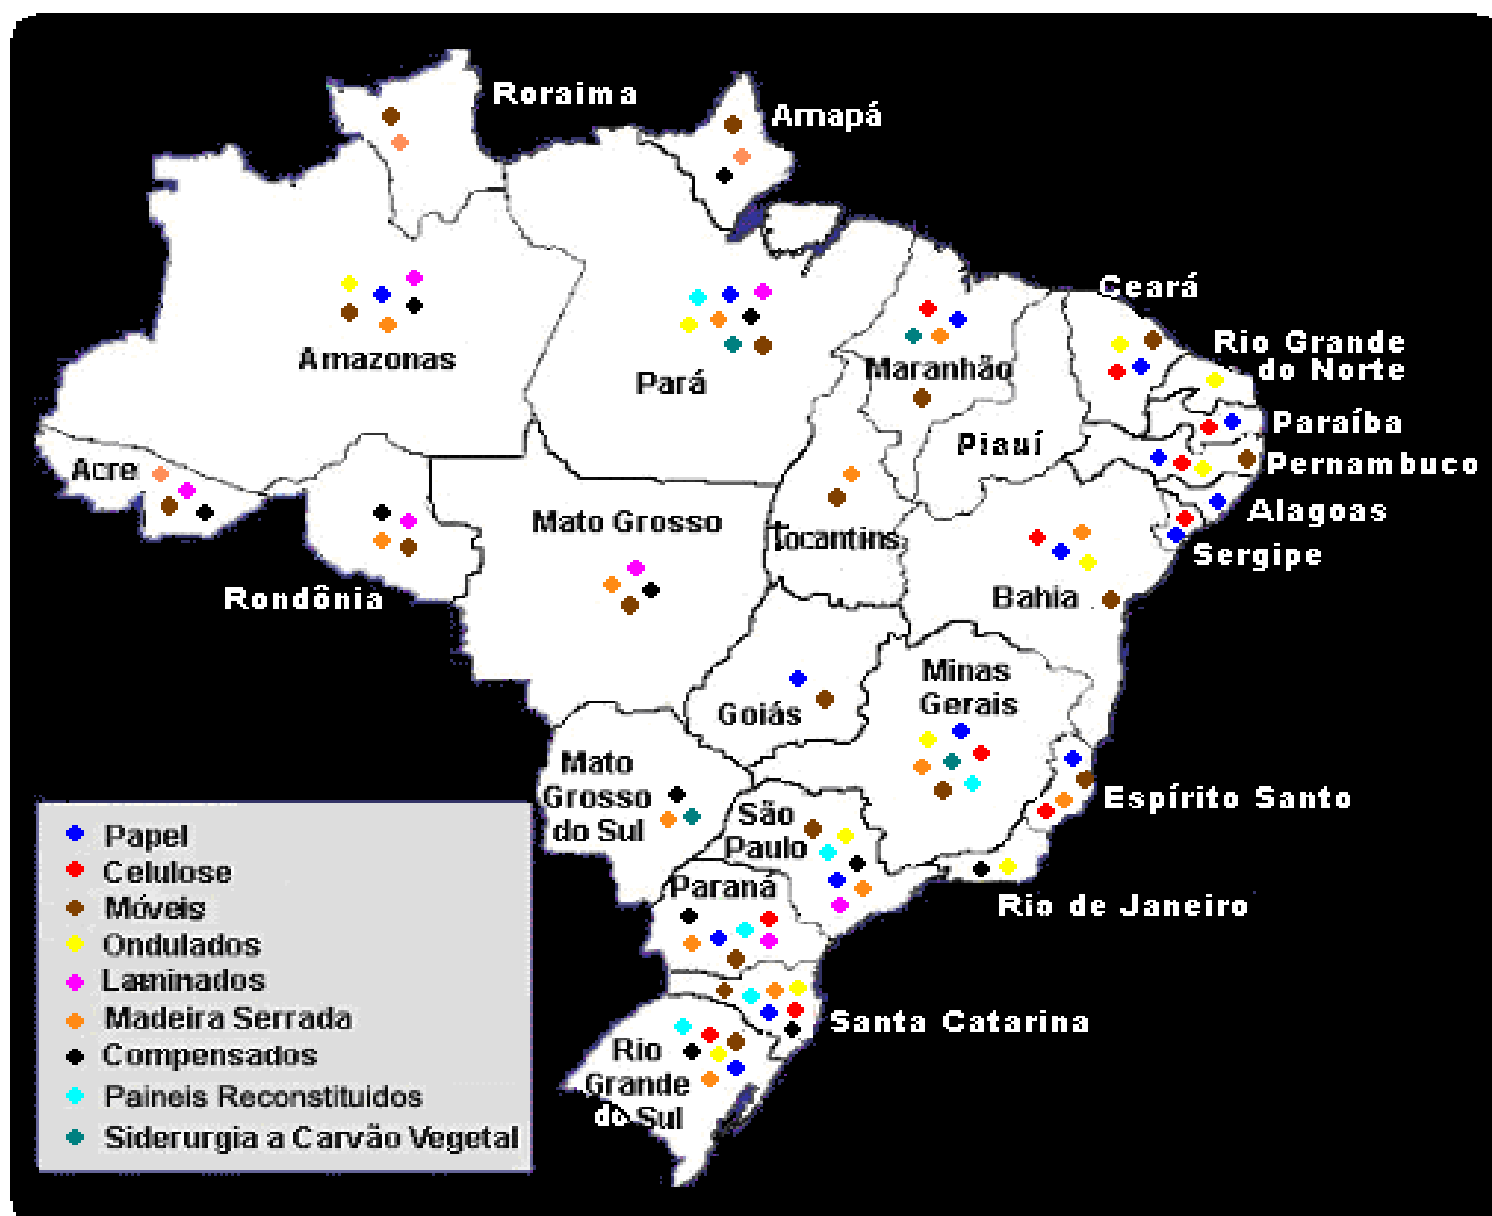 Roraima
Amapá
Ceará
Rio Grande
do Norte
Amazonas
Pará
Maranhão
Paraíba
Piauí
Pernambuco
Acre
Alagoas
Mato Grosso
Tocantins
Sergipe
Rondônia
Bahia
Minas
Gerais
Goiás
Mato
Grosso
do Sul
Espírito Santo
São
Paulo
Paraná
Rio de Janeiro
Santa Catarina
Rio
Grande
do Sul
Papel
Celulose
Móveis
Ondulados
Laminados
Madeira Serrada
Compensados
Paineis Reconstituidos
Siderurgia a Carvão Vegetal